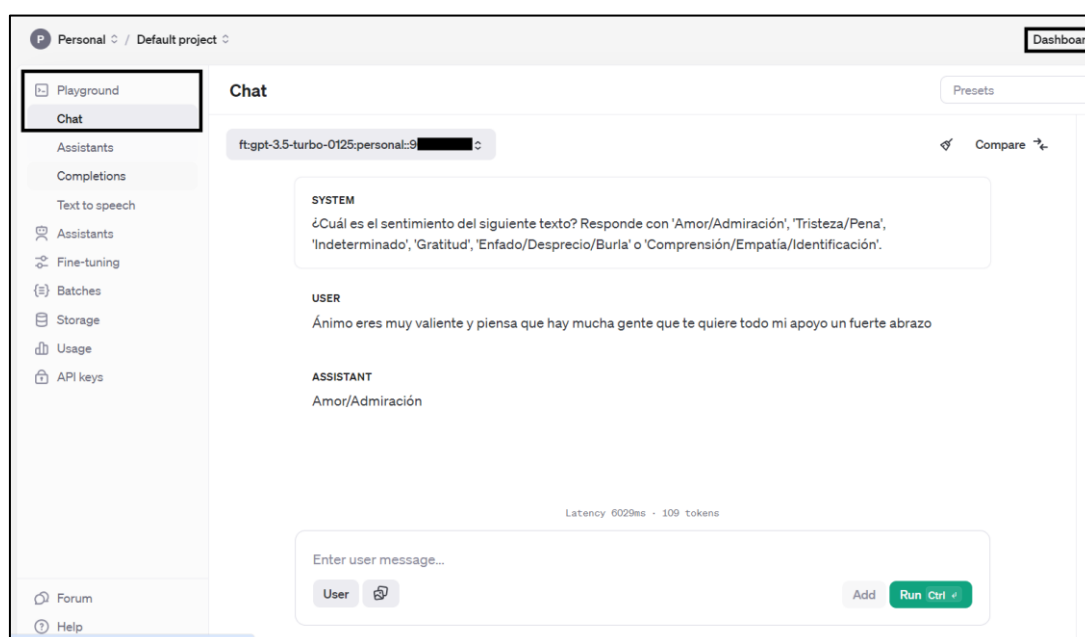 P Personal / Default project
Dashboar
Playground
Chat
Assistants
Completions
Text to speech
Assistants
Fine-tuning
Batches
Storage
Usage
API keys
Forum
Help
Chat
Presets
ft:gpt-3.5-turbo-0125:personal::9
Compare
SYSTEM
¿Cuál es el sentimiento del siguiente texto? Responde con 'Amor/Admiración', 'Tristeza/Pena',
'Indeterminado', 'Gratitud', 'Enfado/Desprecio/Burla' o 'Comprensión/Empatía/Identificación'.
USER
Ánimo eres muy valiente y piensa que hay mucha gente que te quiere todo mi apoyo un fuerte abrazo
ASSISTANT
Amor/Admiración
Latency 6029ms · 109 tokens
Enter user message...
User
Add
Run Ctrl ↲